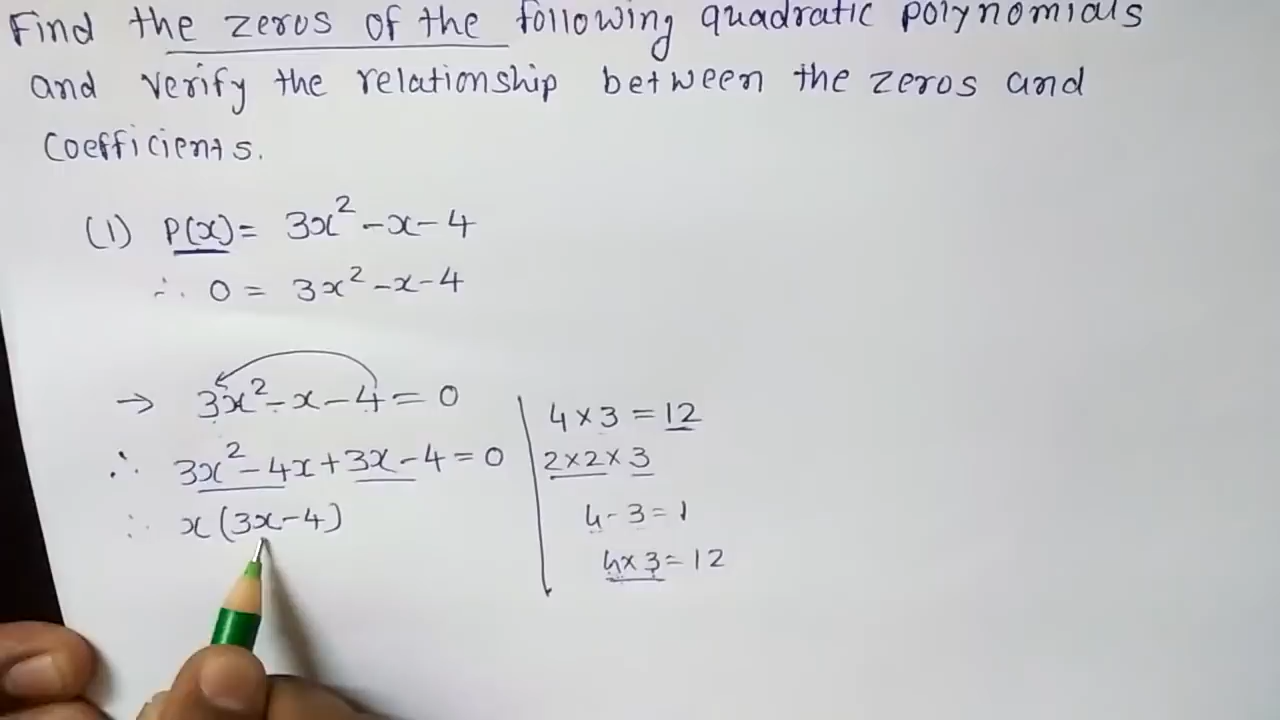 Find the zeros of the following quadratic polynomials
and verify the relationship between the zeros and
Coefficients.
(1) P(x) = 3x² - x - 4
∴ 0 = 3x² - x - 4
→ 3x² - x - 4 = 0
∴ 3x² - 4x + 3x - 4 = 0
∴ x(3x - 4)
4 × 3 = 12
2 × 2 × 3
4 - 3 = 1
4 × 3 = 12